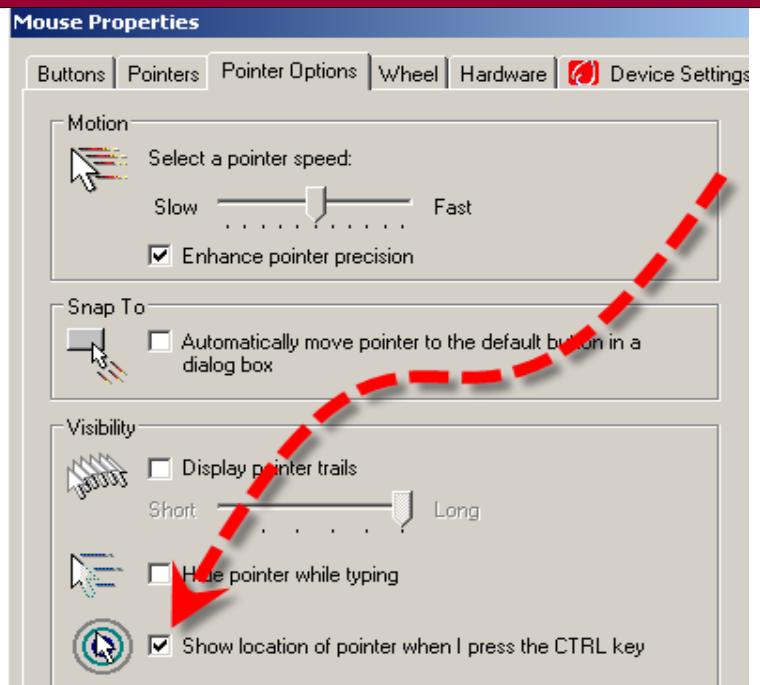 Mouse Properties
Buttons Pointers Pointer Options Wheel Hardware Device Settings
Motion
Select a pointer speed:
Slow Fast
Enhance pointer precision
Snap To
Automatically move pointer to the default button in a
dialog box
Visibility
Display pointer trails
Short Long
Hide pointer while typing
Show location of pointer when I press the CTRL key